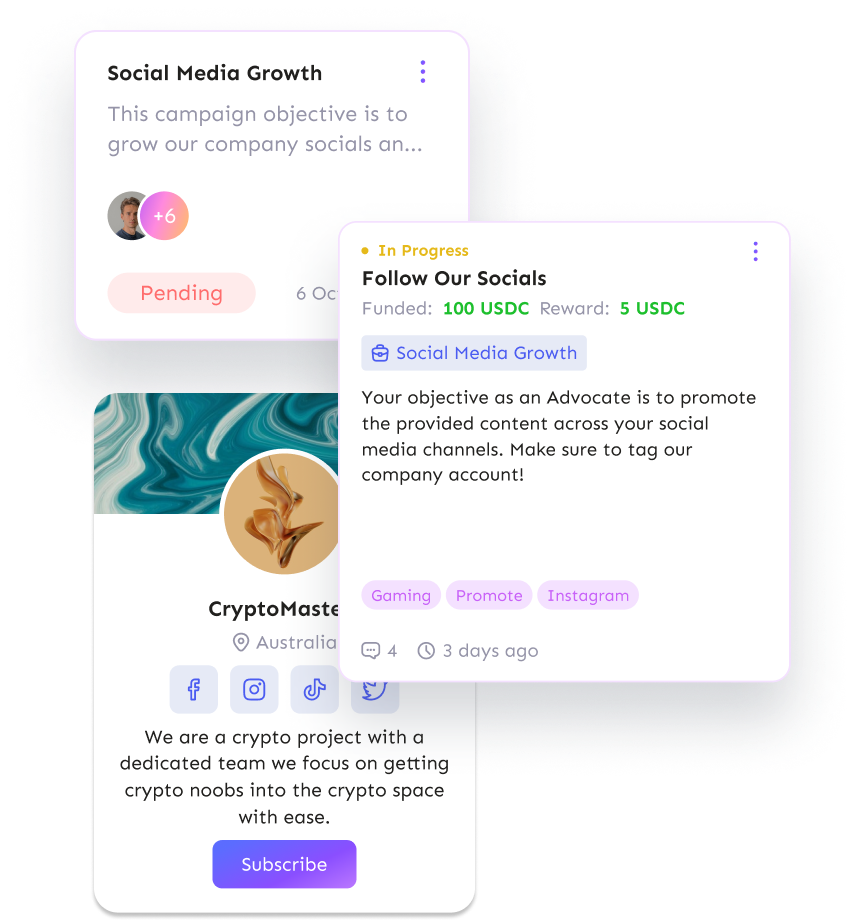 Social Media Growth
This campaign objective is to
grow our company socials an...
+6
Pending
6 Oc
In Progress
Follow Our Socials
Funded: 100 USDC Reward: 5 USDC
Social Media Growth
Your objective as an Advocate is to promote
the provided content across your social
media channels. Make sure to tag our
company account!
Gaming Promote Instagram
4 3 days ago
CryptoMaste
Australia
We are a crypto project with a
dedicated team we focus on getting
crypto noobs into the crypto space
with ease.
Subscribe